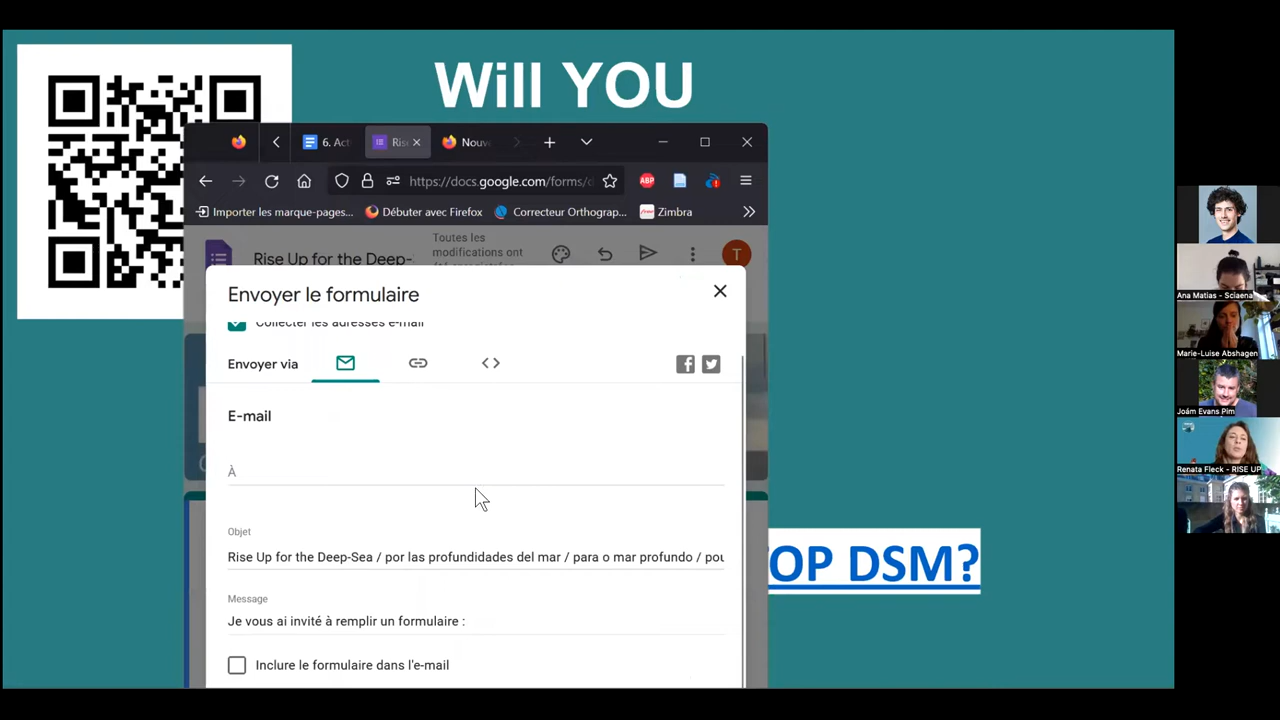 Will YOU
6. Act
Ris
Nouv
https://docs.google.com/forms/d
ABP
Importer les marque-pages...
Débuter avec Firefox
Correcteur Orthograp...
Zimbra
Rise Up for the Deep-
Toutes les
modifications ont
T
Envoyer le formulaire
Collecter les adresses e-mail
Envoyer via
E-mail
À
Objet
Rise Up for the Deep-Sea / por las profundidades del mar / para o mar profundo / pou
Message
Je vous ai invité à remplir un formulaire :
Inclure le formulaire dans l'e-mail
OP DSM?
Ana Matias - Sciaena
Marie-Luise Abshagen
Joám Evans Pim
Renata Fleck - RISE UP